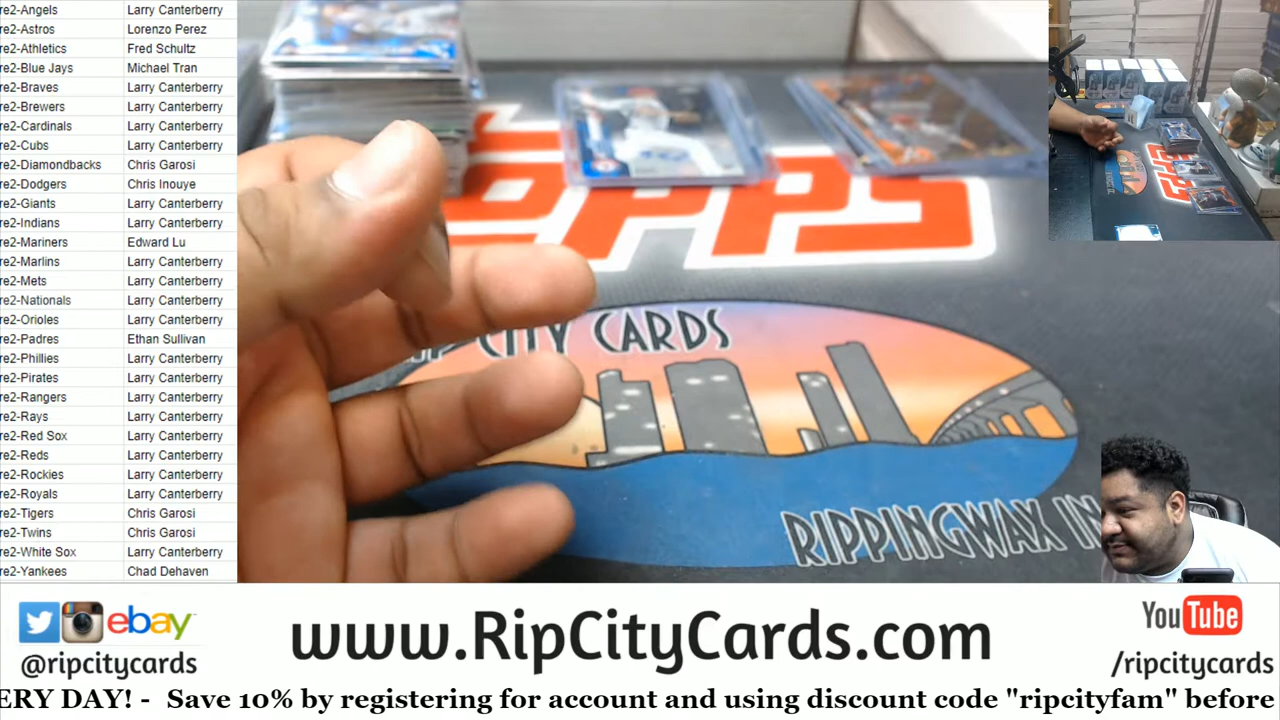 re2-Angels Larry Canterberry
re2-Astros Lorenzo Perez
re2-Athletics Fred Schultz
re2-Blue Jays Michael Tran
re2-Braves Larry Canterberry
re2-Brewers Larry Canterberry
re2-Cardinals Larry Canterberry
re2-Cubs Larry Canterberry
re2-Diamondbacks Chris Garosi
re2-Dodgers Chris Inouye
re2-Giants Larry Canterberry
re2-Indians Larry Canterberry
re2-Mariners Edward Lu
re2-Marlins Larry Canterberry
re2-Mets Larry Canterberry
re2-Nationals Larry Canterberry
re2-Orioles Larry Canterberry
re2-Padres Ethan Sullivan
re2-Phillies Larry Canterberry
re2-Pirates Larry Canterberry
re2-Rangers Larry Canterberry
re2-Rays Larry Canterberry
re2-Red Sox Larry Canterberry
re2-Reds Larry Canterberry
re2-Rockies Larry Canterberry
re2-Royals Larry Canterberry
re2-Tigers Chris Garosi
re2-Twins Chris Garosi
re2-White Sox Larry Canterberry
re2-Yankees Chad Dehaven
OPPS
IP CITY CARDS
RIPPINGWAX IN
ebay
@ripcitycards
www.RipCityCards.com
YouTube
/ripcitycards
ERY DAY! - Save 10% by registering for account and using discount code "ripcityfam" before